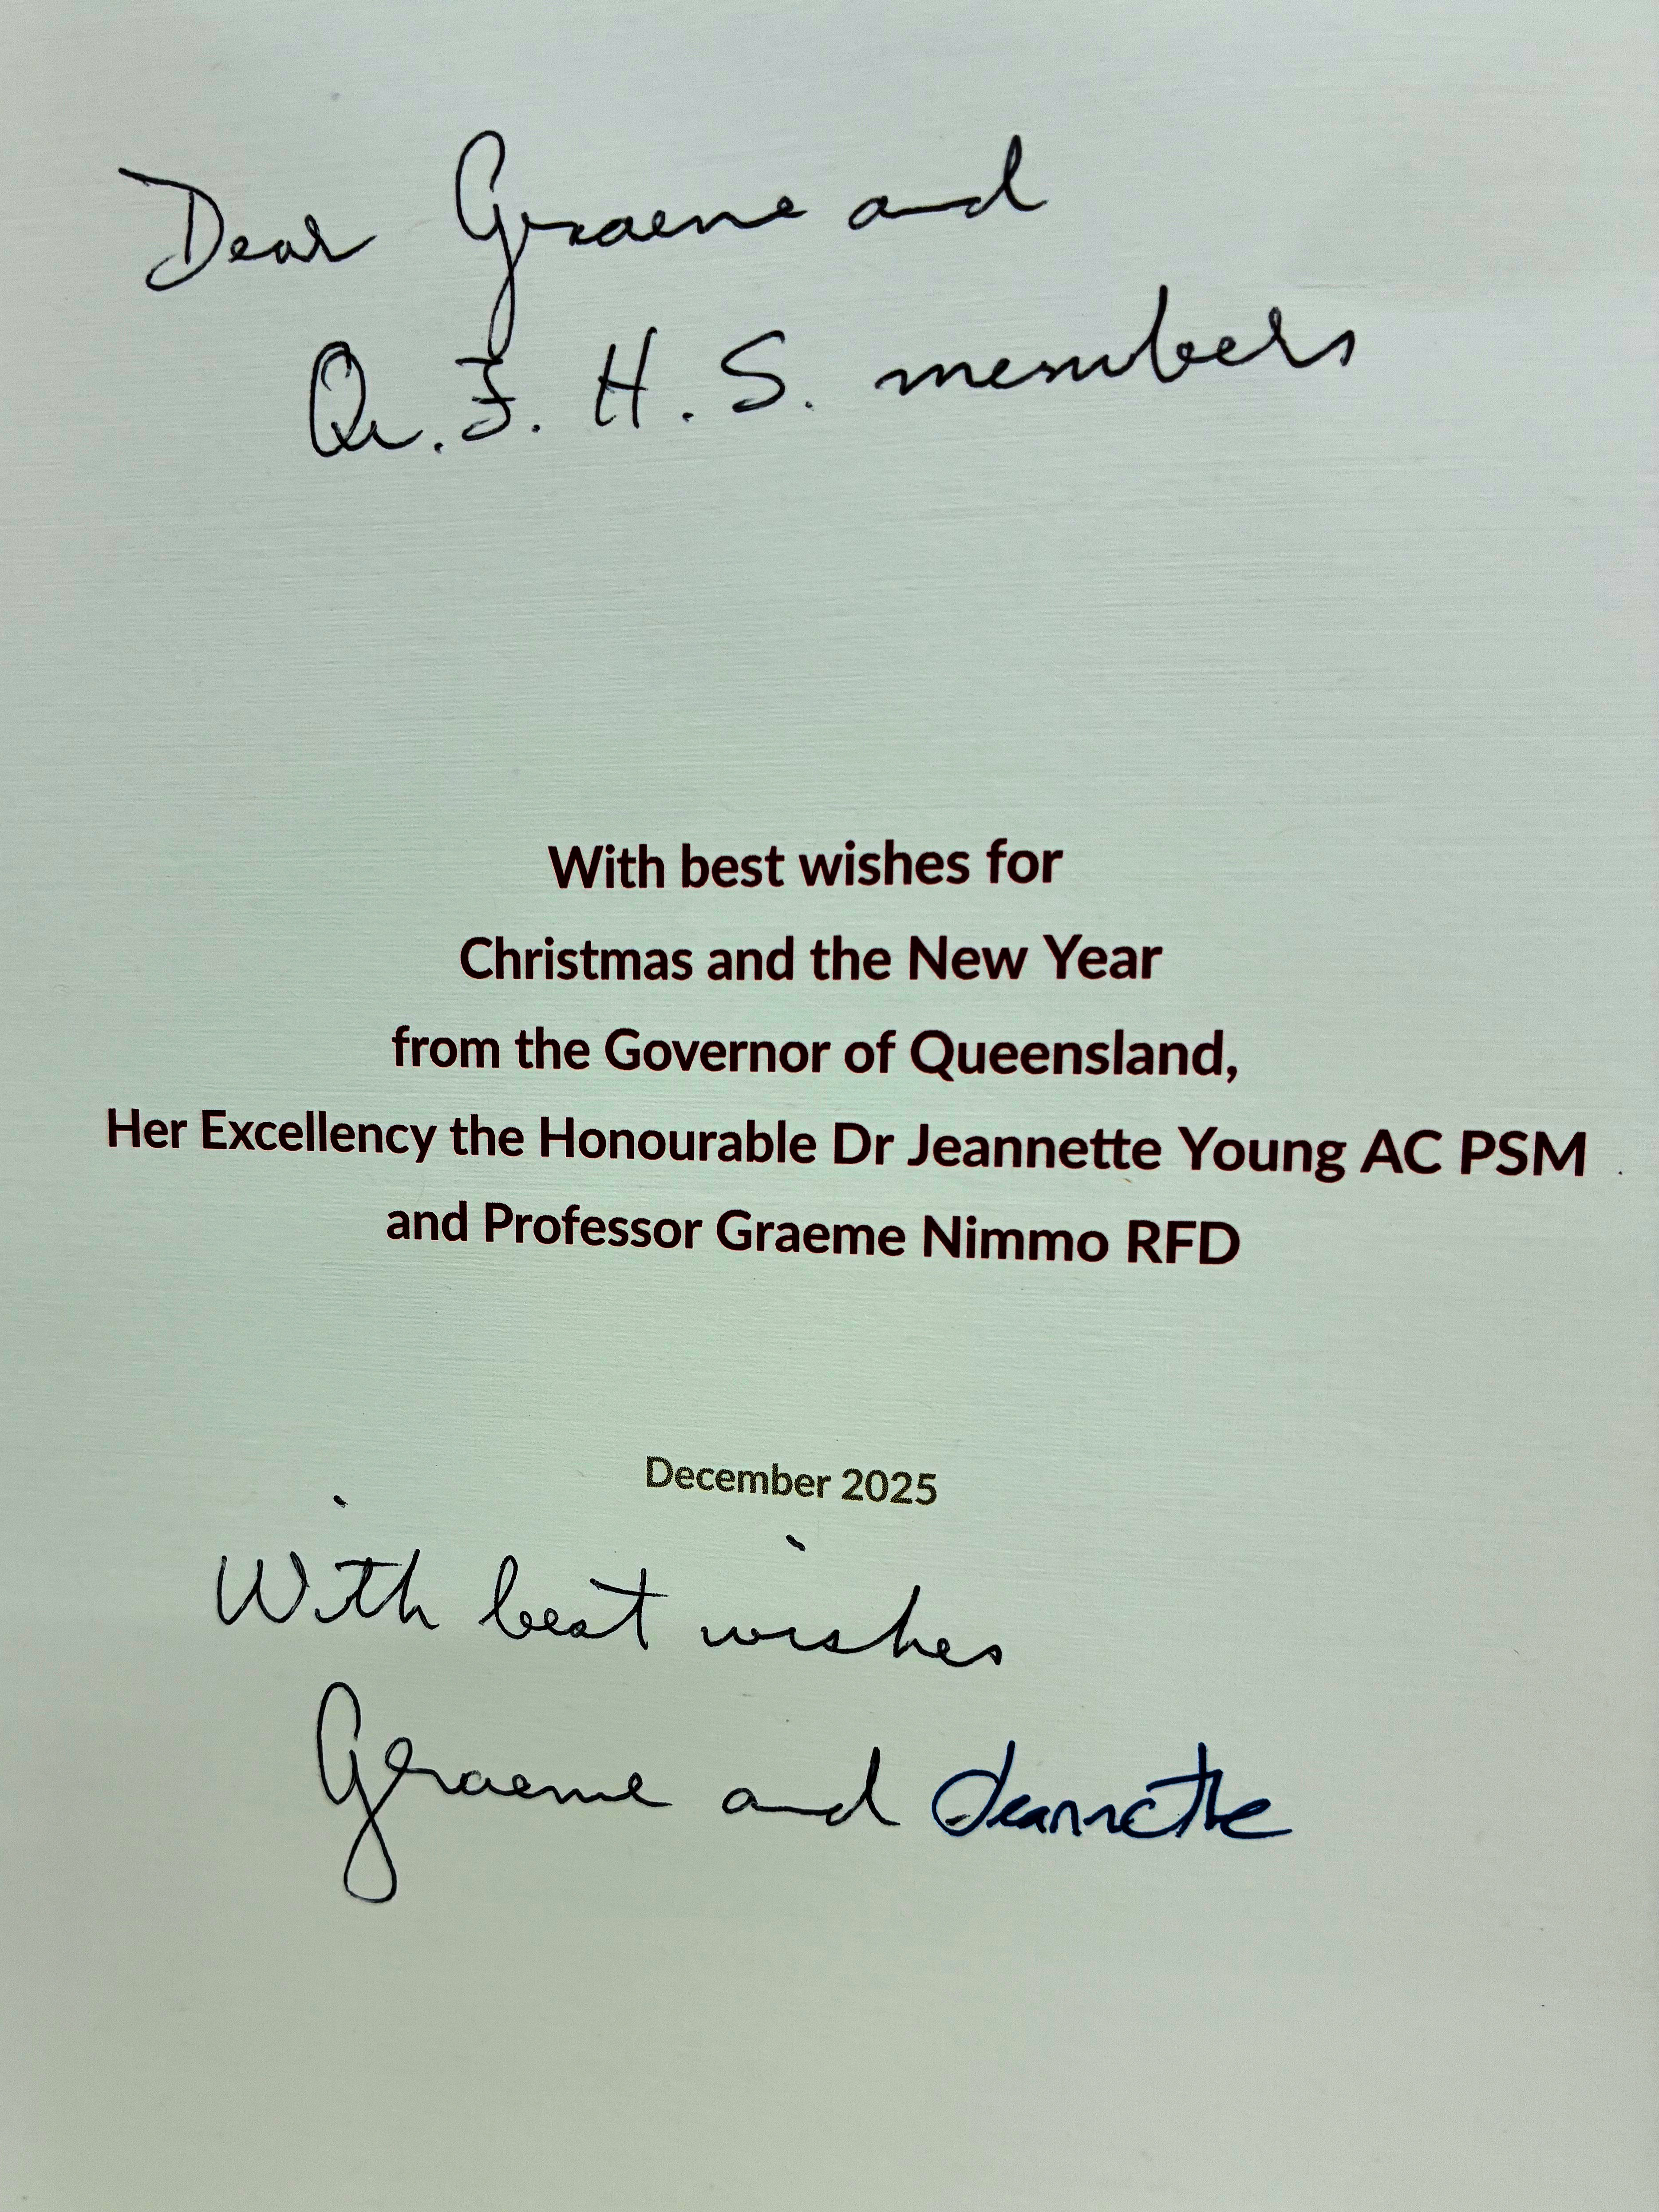 Dear Graeme and
Qu. F. H. S. members
With best wishes for
Christmas and the New Year
from the Governor of Queensland,
Her Excellency the Honourable Dr Jeannette Young AC PSM
and Professor Graeme Nimmo RFD
December 2025
With best wishes
Graeme and Jeannette